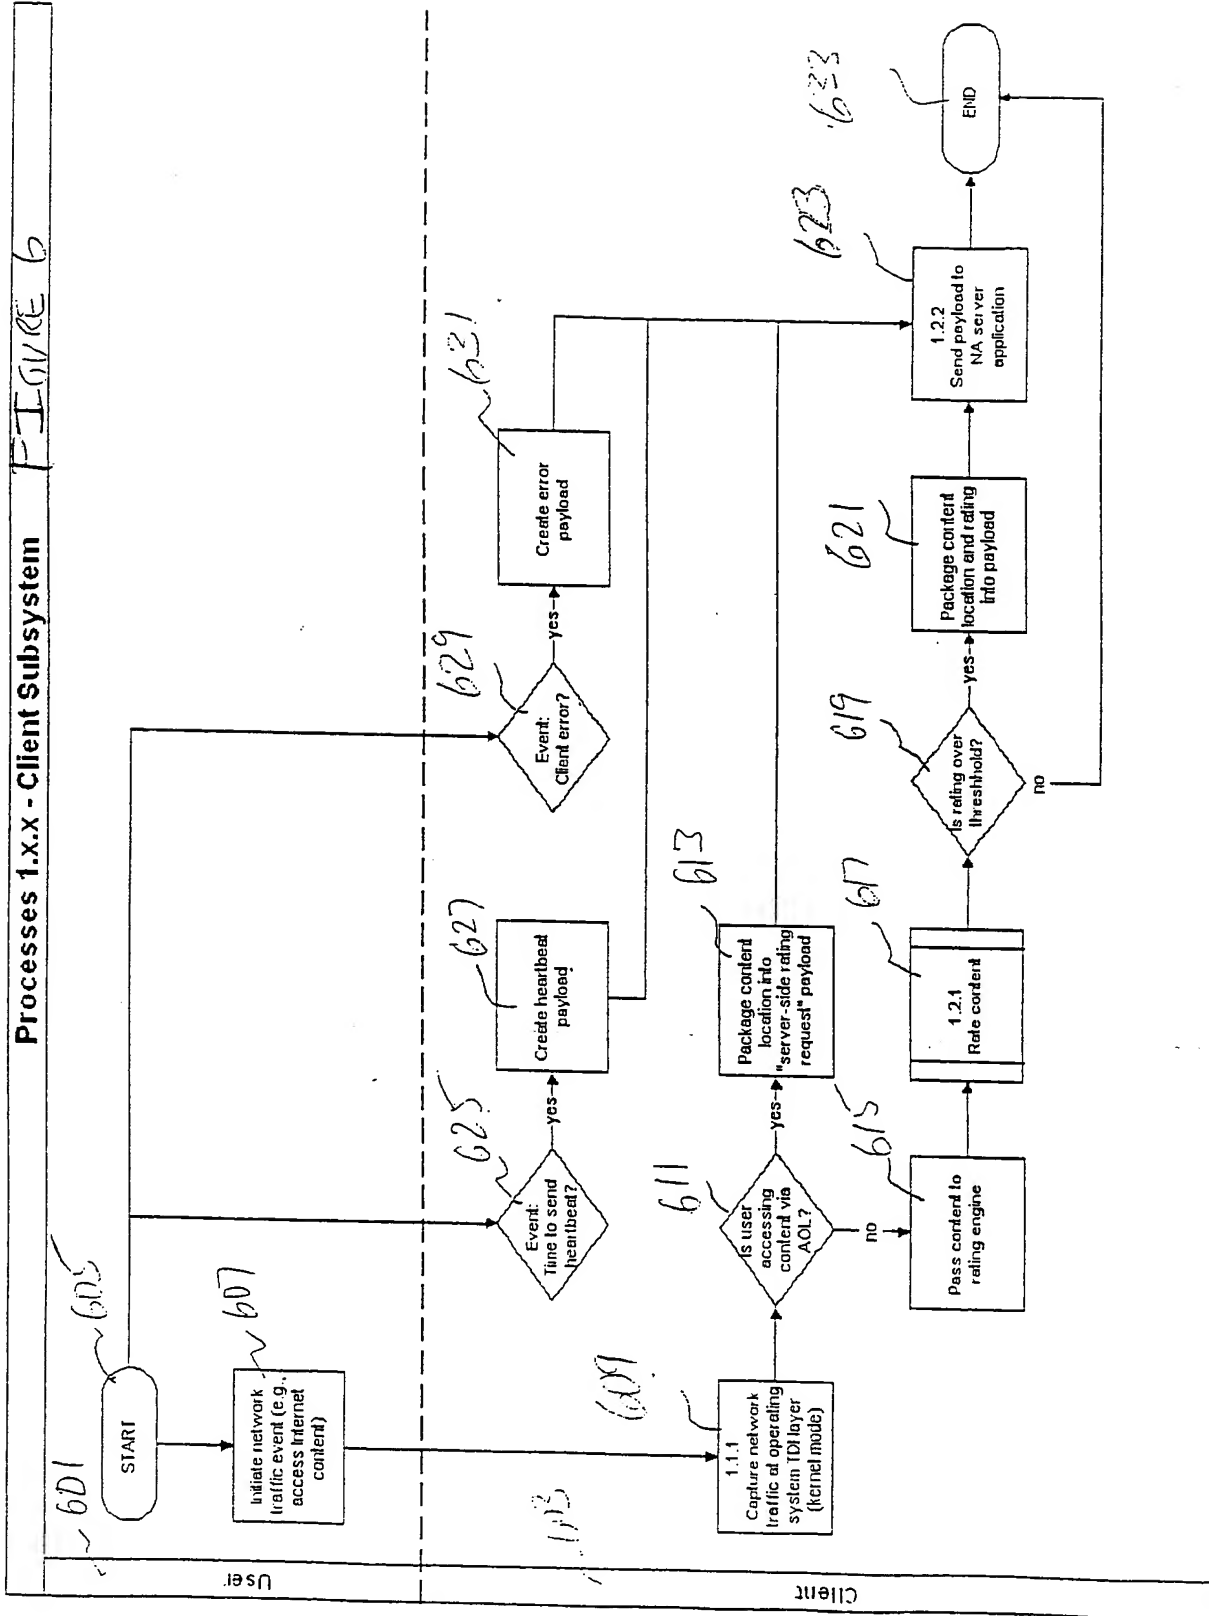 Processes 1.x.x - Client Subsystem FIGURE 6
User
Client
601
603
START
605
Initiate network
traffic event (e.g.,
access Internet
content)
607
Event:
Time to send
heartbeat?
625
yes
Create heartbeat
payload
627
Event:
Client error?
629
yes
Create error
payload
631
1.1.1
Capture network
traffic at operating
system TDI layer
(kernel mode)
609
Is user
accessing
content via
AOL?
611
yes
no
Package content
location into
"server-side rating
request" payload
613
Pass content to
rating engine
615
1.2.1
Rate content
617
Is rating over
threshhold?
619
yes
no
Package content
location and rating
into payload
621
1.2.2
Send payload to
NA server
application
623
END
633